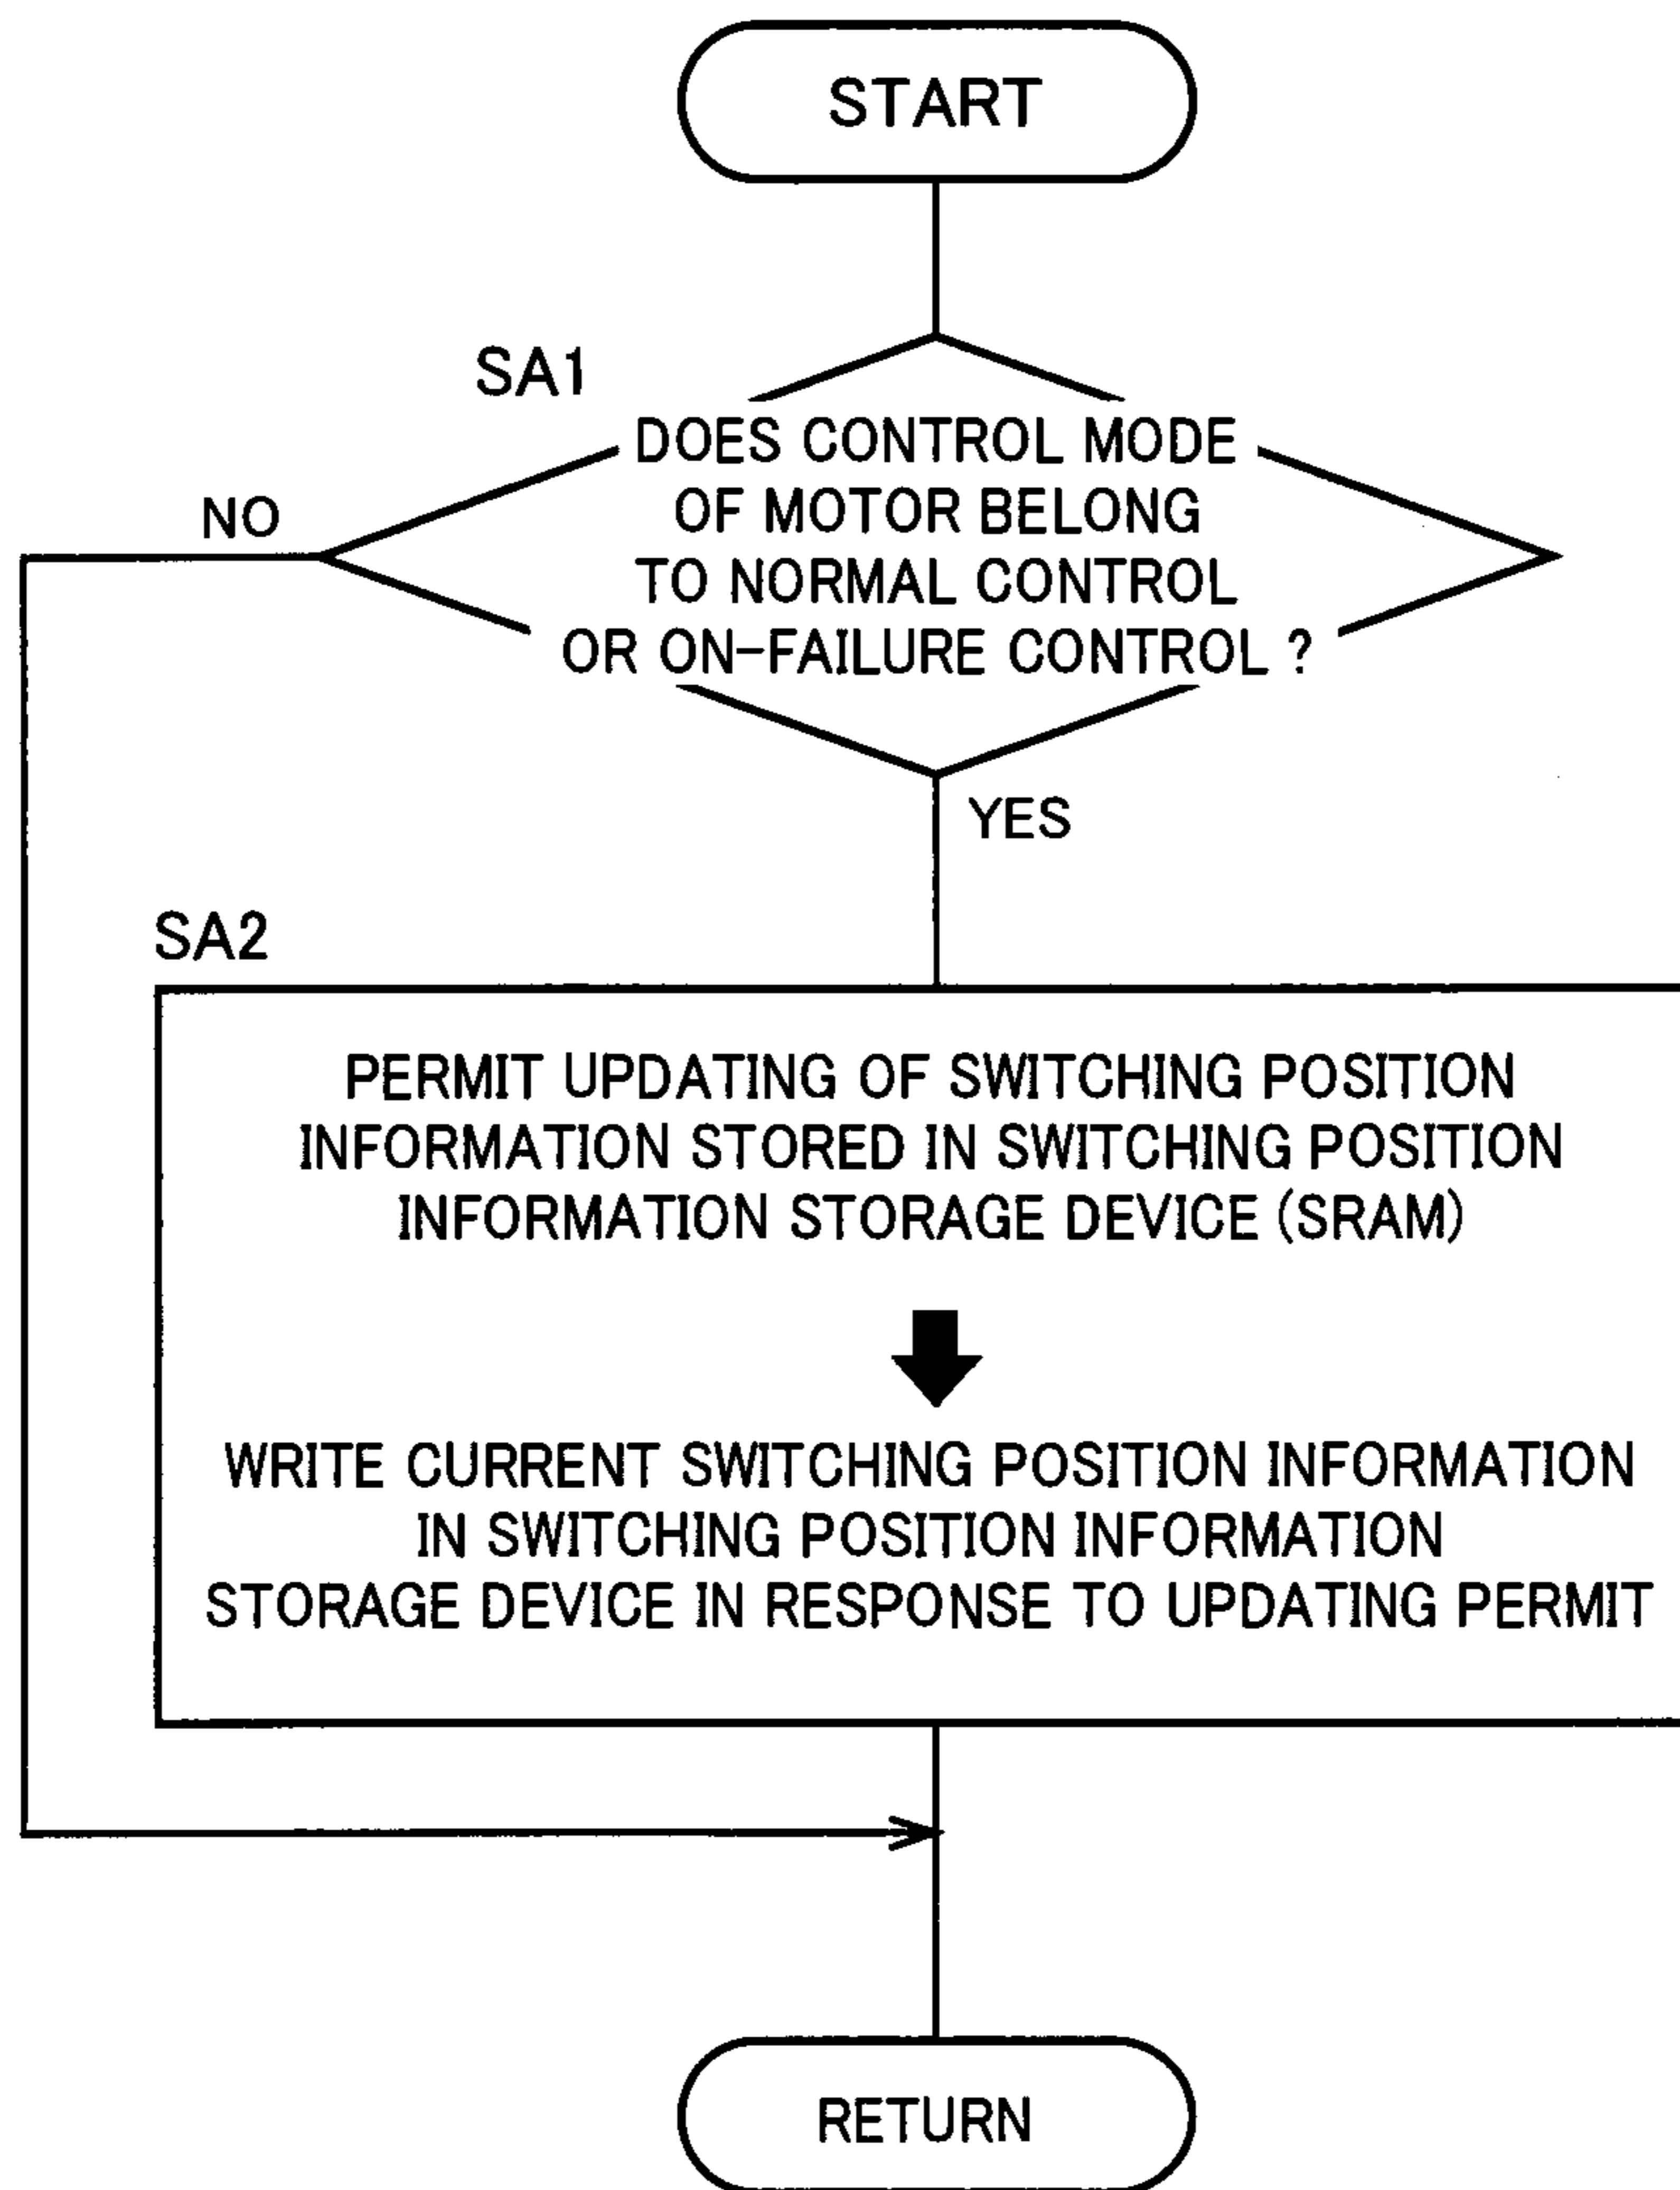 START
SA1
DOES CONTROL MODE
OF MOTOR BELONG
TO NORMAL CONTROL
OR ON-FAILURE CONTROL ?
NO
YES
SA2
PERMIT UPDATING OF SWITCHING POSITION
INFORMATION STORED IN SWITCHING POSITION
INFORMATION STORAGE DEVICE (SRAM)
WRITE CURRENT SWITCHING POSITION INFORMATION
IN SWITCHING POSITION INFORMATION
STORAGE DEVICE IN RESPONSE TO UPDATING PERMIT
RETURN